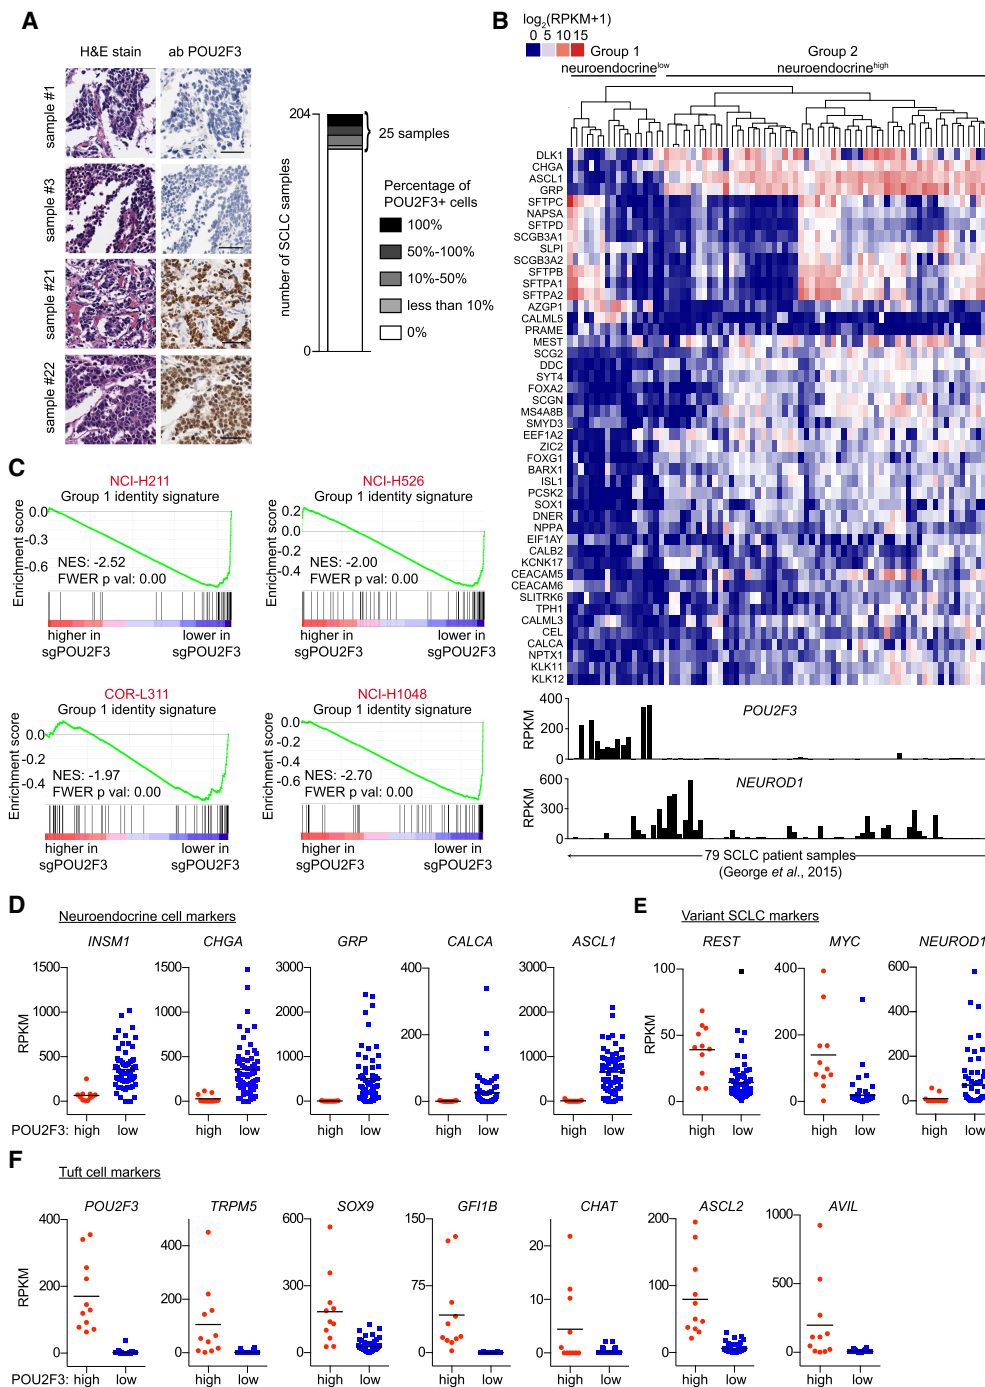 A
H&E stain
ab POU2F3
sample #1
sample #3
sample #21
sample #22
number of SCLC samples
204
0
25 samples
Percentage of
POU2F3+ cells
100%
50%-100%
10%-50%
less than 10%
0%
B
log2(RPKM+1)
0 5 10 15
Group 1
neuroendocrinelow
Group 2
neuroendocrinehigh
DLK1
CHGA
ASCL1
GRP
SFTPC
NAPSA
SFTPD
SCGB3A1
SLPI
SCGB3A2
SFTPB
SFTPA1
SFTPA2
AZGP1
CALML5
PRAME
MEST
SCG2
DDC
SYT4
FOXA2
SCGN
MS4A8B
SMYD3
EEF1A2
ZIC2
FOXG1
BARX1
ISL1
PCSK2
SOX1
DNER
NPPA
EIF1AY
CALB2
KCNK17
CEACAM5
CEACAM6
SLITRK6
TPH1
CALML3
CEL
CALCA
NPTX1
KLK11
KLK12
RPKM
400
200
0
POU2F3
RPKM
600
300
0
NEUROD1
79 SCLC patient samples
(George et al., 2015)
C
NCI-H211
Group 1 identity signature
Enrichment score
0.0
-0.3
-0.6
NES: -2.52
FWER p val: 0.00
higher in
sgPOU2F3
lower in
sgPOU2F3
NCI-H526
Group 1 identity signature
Enrichment score
0.2
0.0
-0.2
-0.4
NES: -2.00
FWER p val: 0.00
higher in
sgPOU2F3
lower in
sgPOU2F3
COR-L311
Group 1 identity signature
Enrichment score
0.0
-0.2
-0.4
NES: -1.97
FWER p val: 0.00
higher in
sgPOU2F3
lower in
sgPOU2F3
NCI-H1048
Group 1 identity signature
Enrichment score
0.0
-0.2
-0.4
-0.6
NES: -2.70
FWER p val: 0.00
higher in
sgPOU2F3
lower in
sgPOU2F3
D
Neuroendocrine cell markers
INSM1
CHGA
GRP
CALCA
ASCL1
RPKM
1500
1000
500
0
1500
1000
500
0
3000
2000
1000
0
400
200
0
3000
2000
1000
0
POU2F3: high low
high low
high low
high low
high low
E
Variant SCLC markers
REST
MYC
NEUROD1
RPKM
100
50
0
400
200
0
600
400
200
0
high low
high low
high low
F
Tuft cell markers
POU2F3
TRPM5
SOX9
GFI1B
CHAT
ASCL2
AVIL
RPKM
400
200
0
400
200
0
600
300
0
150
75
0
20
10
0
200
100
0
1000
500
0
POU2F3: high low
high low
high low
high low
high low
high low
high low